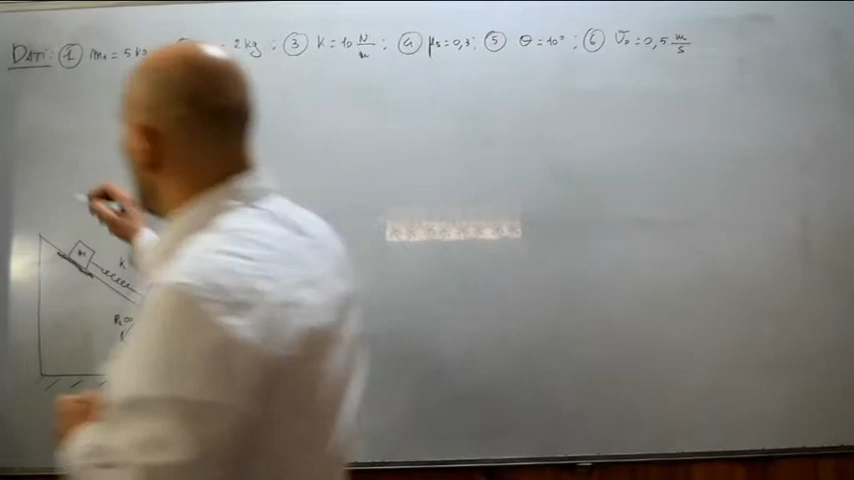 DATI: ① m₁ = 5 kg 2 kg ; ③ K = 10 N/m ; ④ μs = 0,3 ; ⑤ θ = 10° ; ⑥ v₀ = 0,5 m/s
m K